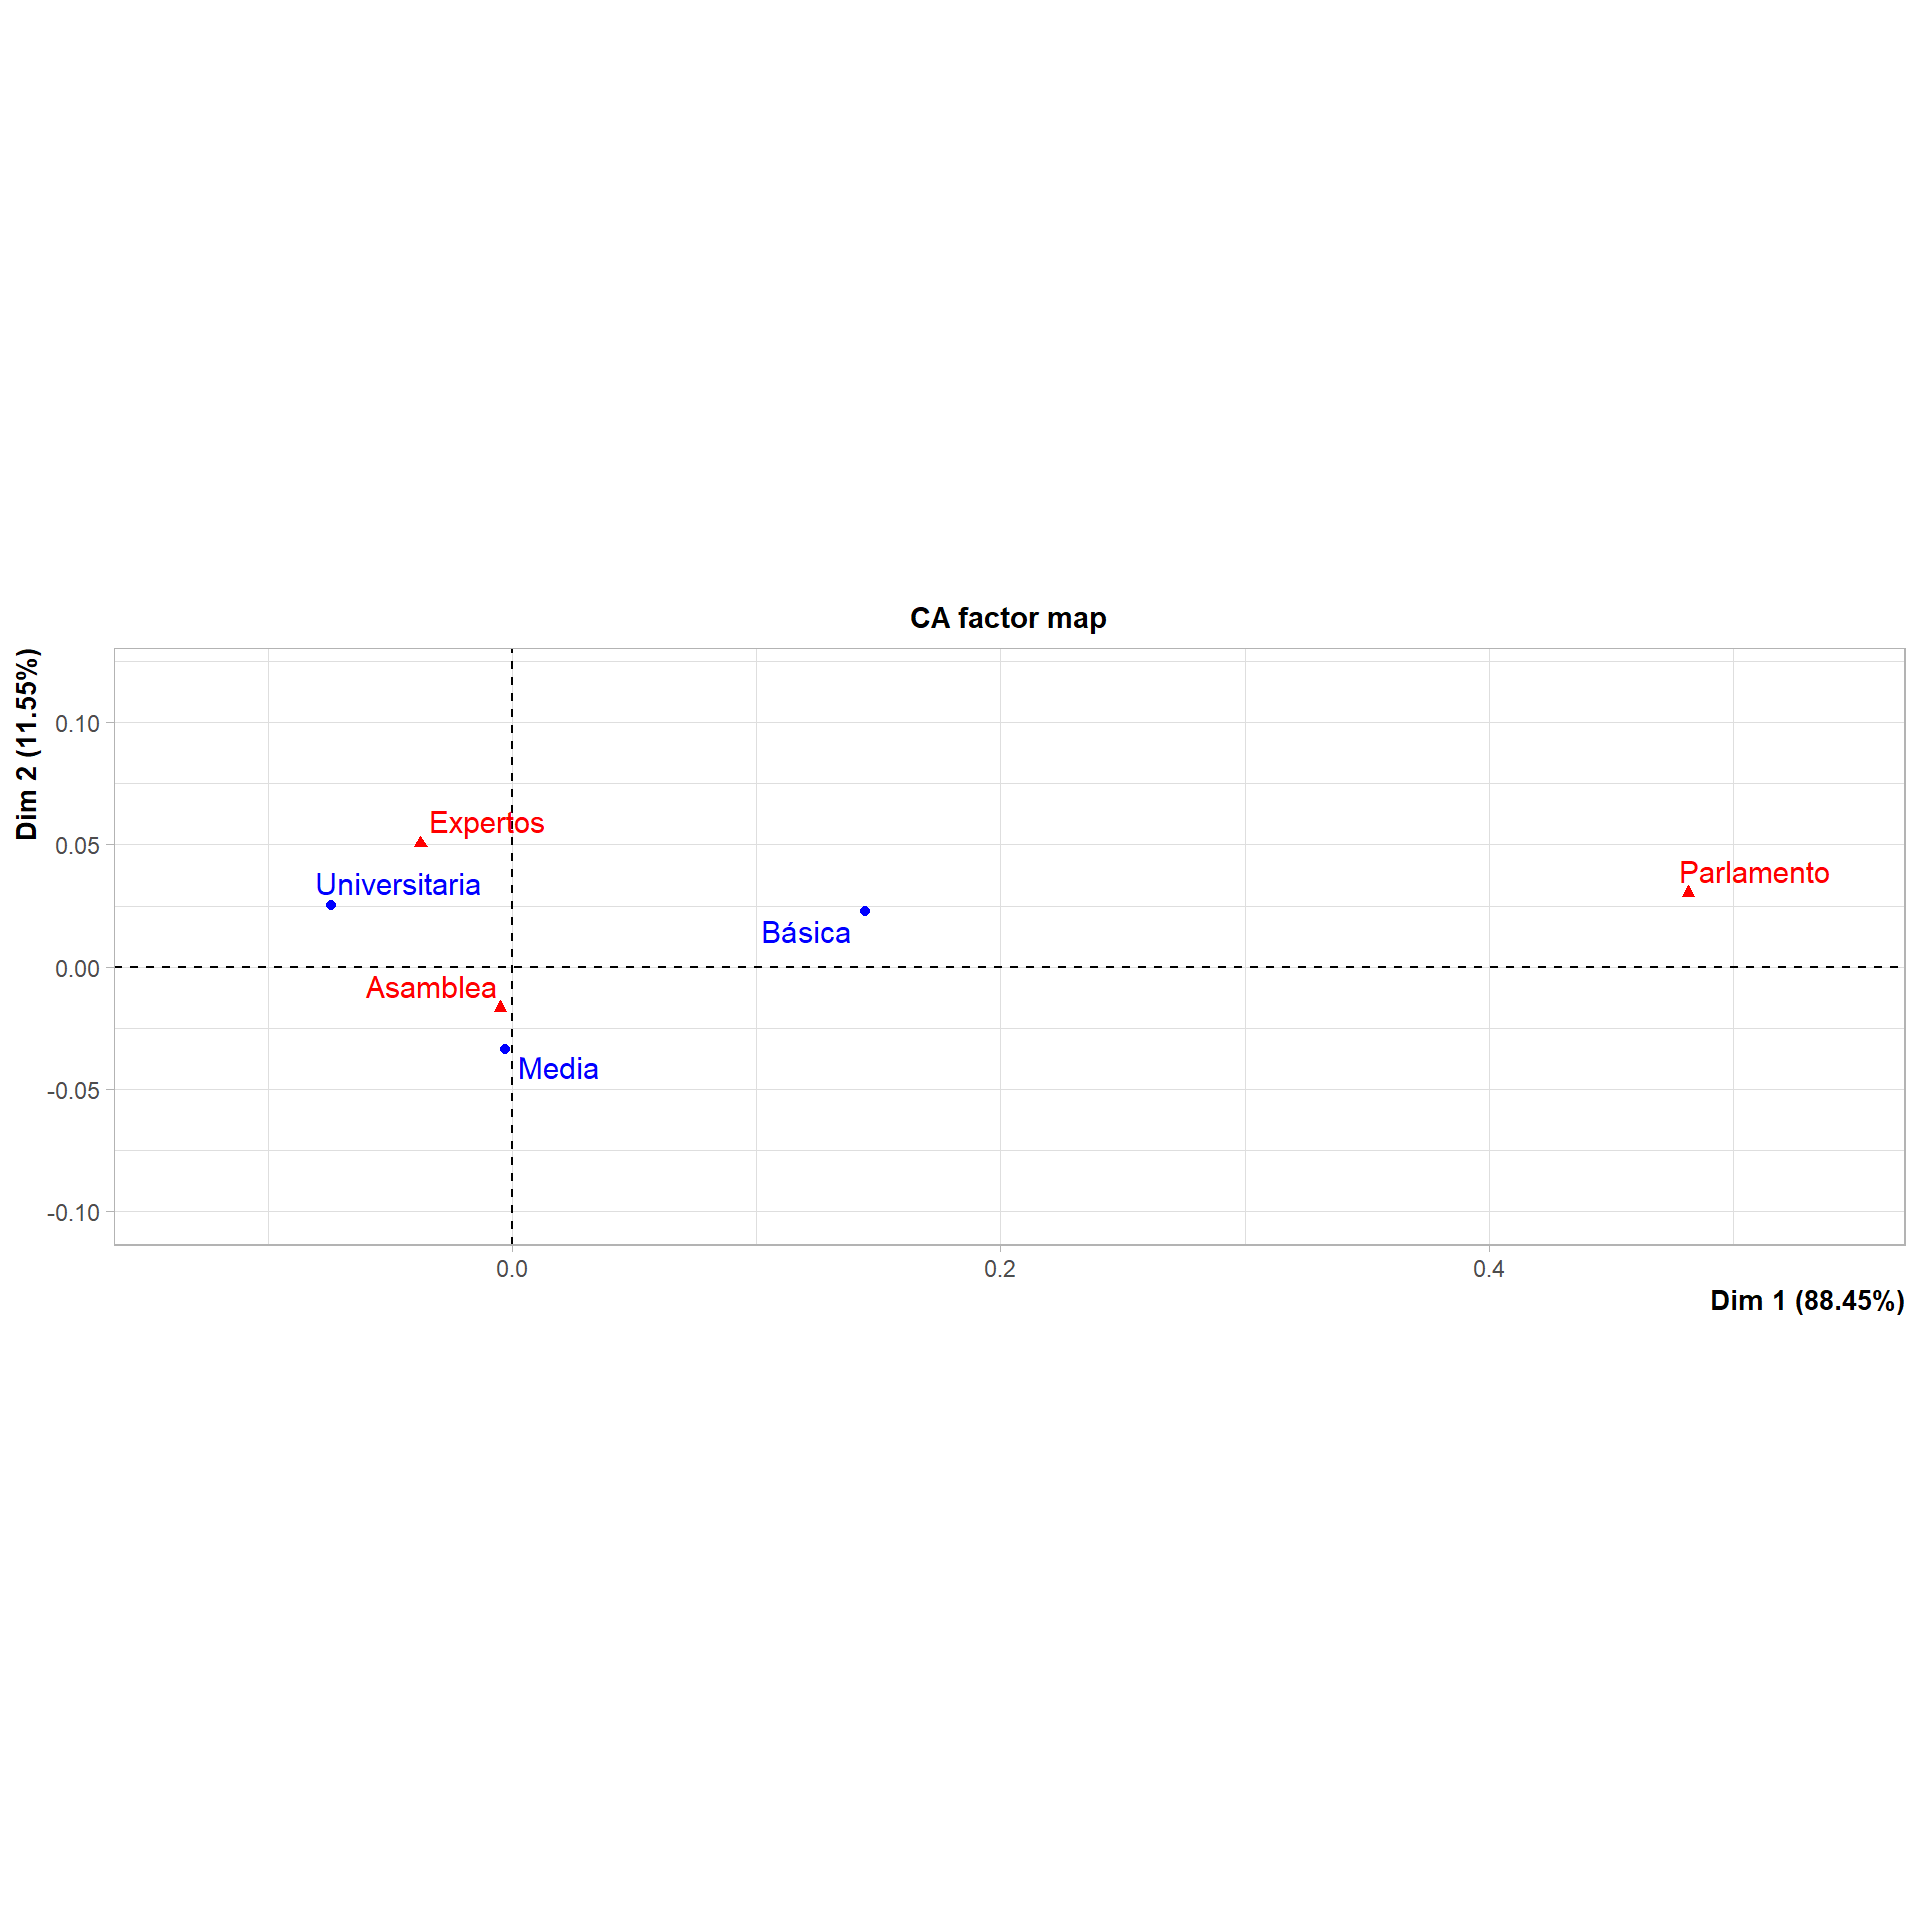 CA factor map
Dim 2 (11.55%)
0.10
0.05
0.00
-0.05
-0.10
Expertos
Universitaria
Parlamento
Básica
Asamblea
Media
0.0
0.2
0.4
Dim 1 (88.45%)